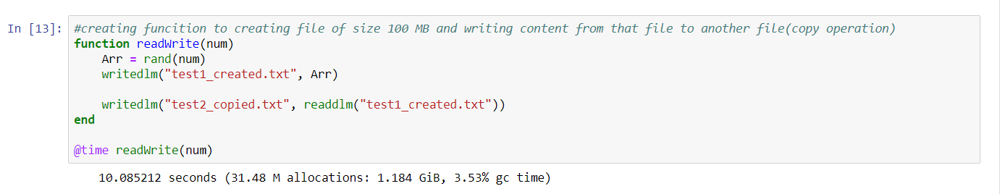 In [13]: #creating funcition to creating file of size 100 MB and writing content from that file to another file(copy operation)
function readWrite(num)
    Arr = rand(num)
    writedlm("test1_created.txt", Arr)

    writedlm("test2_copied.txt", readdlm("test1_created.txt"))
end

@time readWrite(num)
10.085212 seconds (31.48 M allocations: 1.184 GiB, 3.53% gc time)